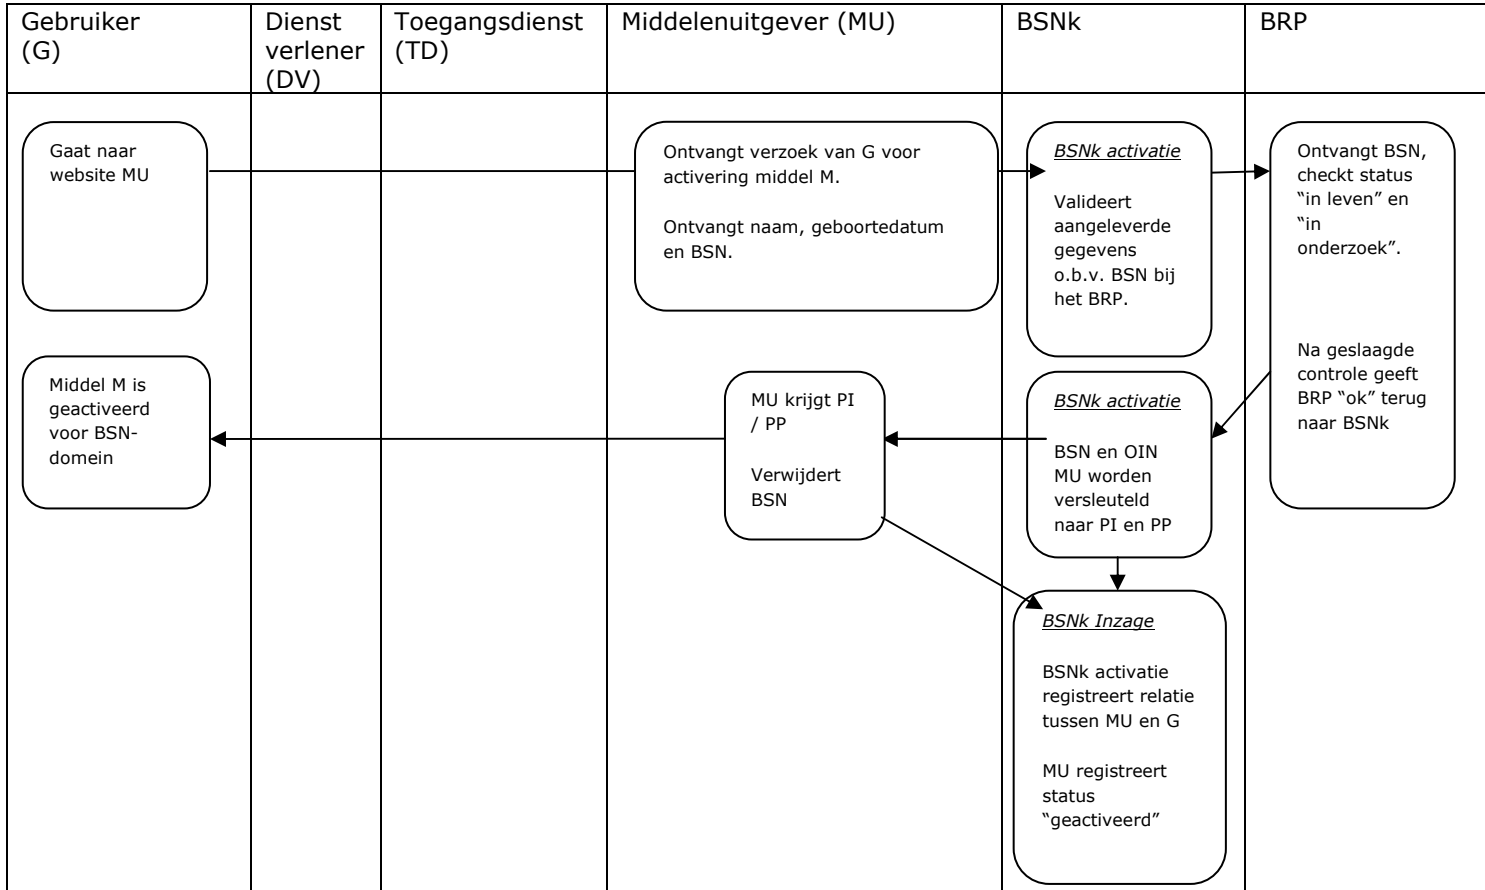 Gebruiker
(G)
Dienst
verlener
(DV)
Toegangsdienst
(TD)
Middelenuitgever (MU)
BSNk
BRP
Gaat naar
website MU
Ontvangt verzoek van G voor
activering middel M.
Ontvangt naam, geboortedatum
en BSN.
BSNk activatie
Valideert
aangeleverde
gegevens
o.b.v. BSN bij
het BRP.
Ontvangt BSN,
checkt status
“in leven” en
“in
onderzoek”.
Na geslaagde
controle geeft
BRP “ok” terug
naar BSNk
Middel M is
geactiveerd
voor BSN-
domein
MU krijgt PI
/ PP
Verwijdert
BSN
BSNk activatie
BSN en OIN
MU worden
versleuteld
naar PI en PP
BSNk Inzage
BSNk activatie
registreert relatie
tussen MU en G
MU registreert
status
“geactiveerd”